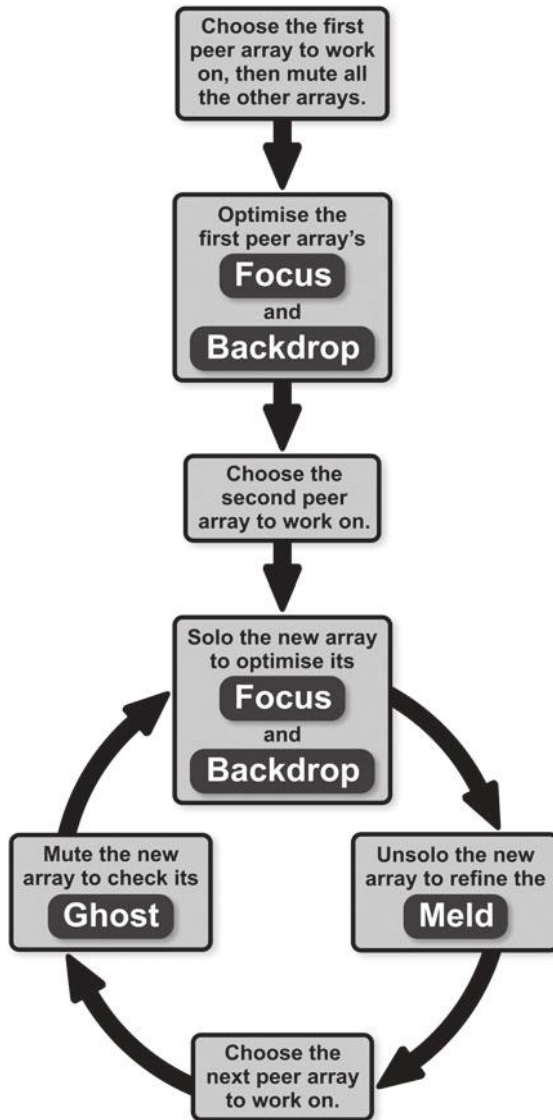 Choose the first
peer array to work
on, then mute all
the other arrays.
Optimise the
first peer array's
Focus
and
Backdrop
Choose the
second peer
array to work on.
Solo the new array
to optimise its
Focus
and
Backdrop
Mute the new
array to check its
Ghost
Unsolo the new
array to refine the
Meld
Choose the
next peer array
to work on.